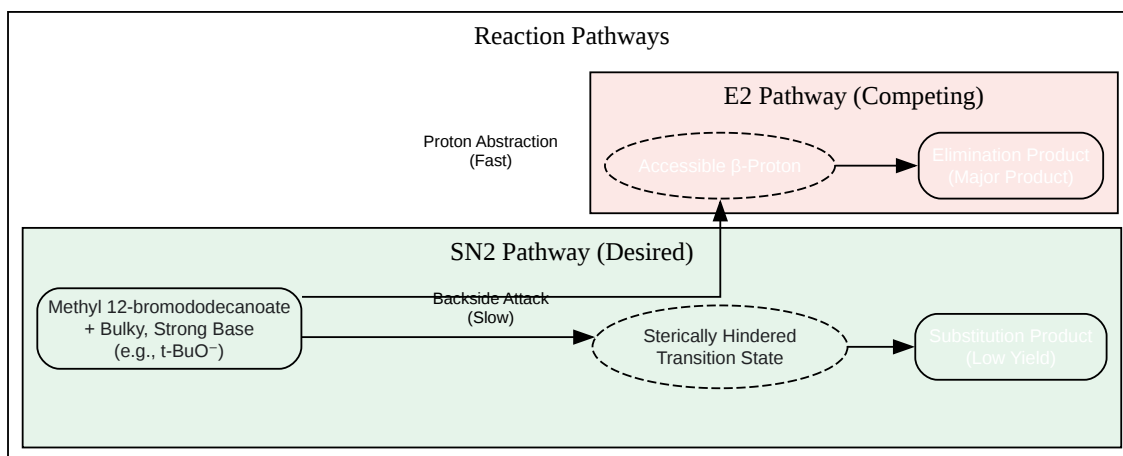 Reaction Pathways
E2 Pathway (Competing)
Proton Abstraction
(Fast)
Accessible β-Proton
Elimination Product
(Major Product)
SN2 Pathway (Desired)
Methyl 12-bromododecanoate
+ Bulky, Strong Base
(e.g., t-BuO⁻)
Backside Attack
(Slow)
Sterically Hindered
Transition State
Substitution Product
(Low Yield)